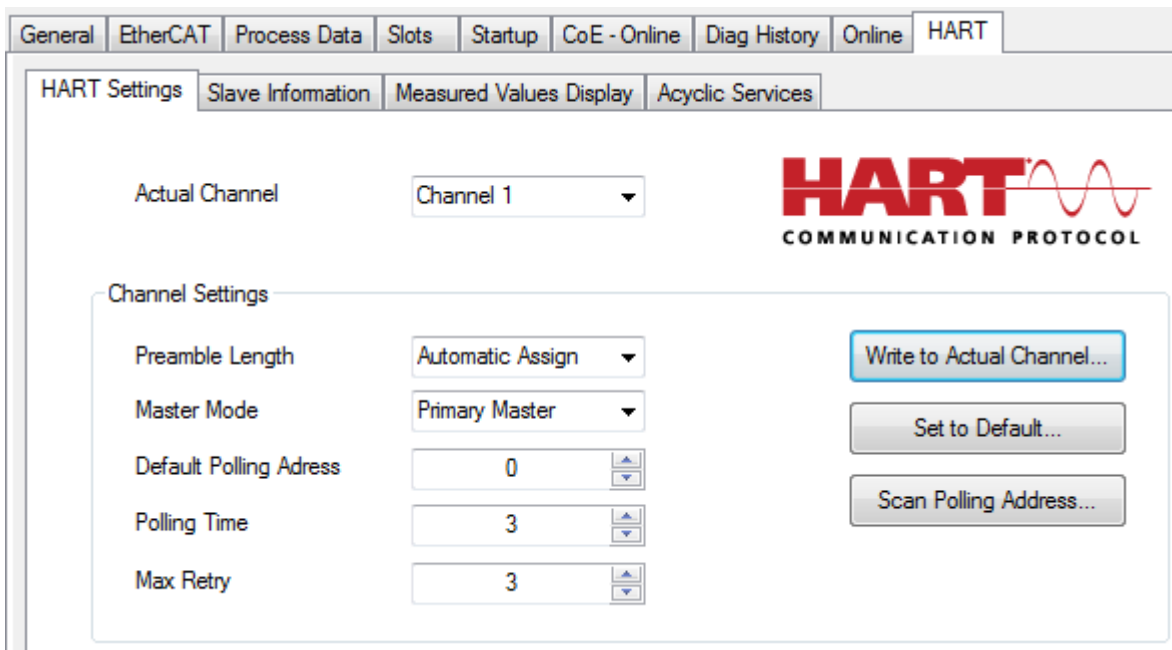 General EtherCAT Process Data Slots Startup CoE - Online Diag History Online HART
HART Settings Slave Information Measured Values Display Acyclic Services
Actual Channel Channel 1
HART
COMMUNICATION PROTOCOL
Channel Settings
Preamble Length Automatic Assign Write to Actual Channel...
Master Mode Primary Master Set to Default...
Default Polling Adress 0
Scan Polling Address...
Polling Time 3
Max Retry 3